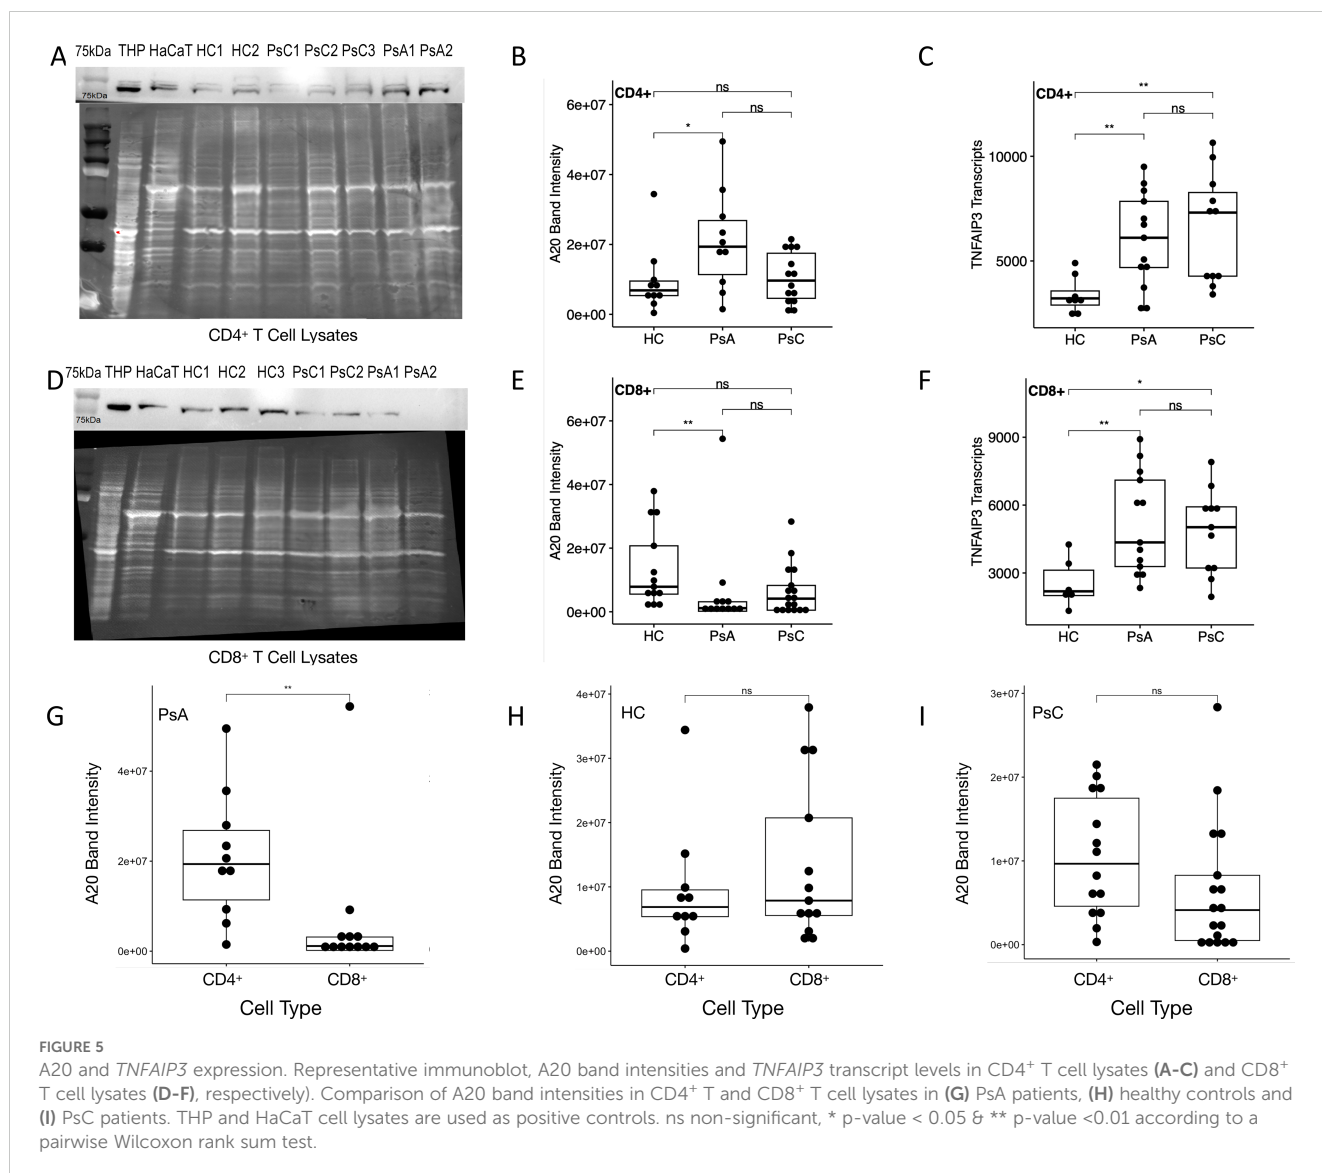 A
75kDa THP HaCaT HC1 HC2 PsC1 PsC2 PsC3 PsA1 PsA2
75kDa
CD4+ T Cell Lysates
B
CD4+
ns
ns
*
A20 Band Intensity
6e+07
4e+07
2e+07
0e+00
HC PsA PsC
C
CD4+
**
ns
**
TNFAIP3 Transcripts
10000
5000
HC PsA PsC
D
75kDa THP HaCaT HC1 HC2 HC3 PsC1 PsC2 PsA1 PsA2
75kDa
CD8+ T Cell Lysates
E
CD8+
ns
ns
**
A20 Band Intensity
6e+07
4e+07
2e+07
0e+00
HC PsA PsC
F
CD8+
*
ns
**
TNFAIP3 Transcripts
9000
6000
3000
HC PsA PsC
G
PsA
**
A20 Band Intensity
4e+07
2e+07
0e+00
CD4+ CD8+
Cell Type
H
HC
ns
A20 Band Intensity
4e+07
3e+07
2e+07
1e+07
0e+00
CD4+ CD8+
Cell Type
I
PsC
ns
A20 Band Intensity
3e+07
2e+07
1e+07
0e+00
CD4+ CD8+
Cell Type
FIGURE 5
A20 and TNFAIP3 expression. Representative immunoblot, A20 band intensities and TNFAIP3 transcript levels in CD4+ T cell lysates (A-C) and CD8+
T cell lysates (D-F), respectively). Comparison of A20 band intensities in CD4+ T and CD8+ T cell lysates in (G) PsA patients, (H) healthy controls and
(I) PsC patients. THP and HaCaT cell lysates are used as positive controls. ns non-significant, * p-value < 0.05 & ** p-value <0.01 according to a
pairwise Wilcoxon rank sum test.